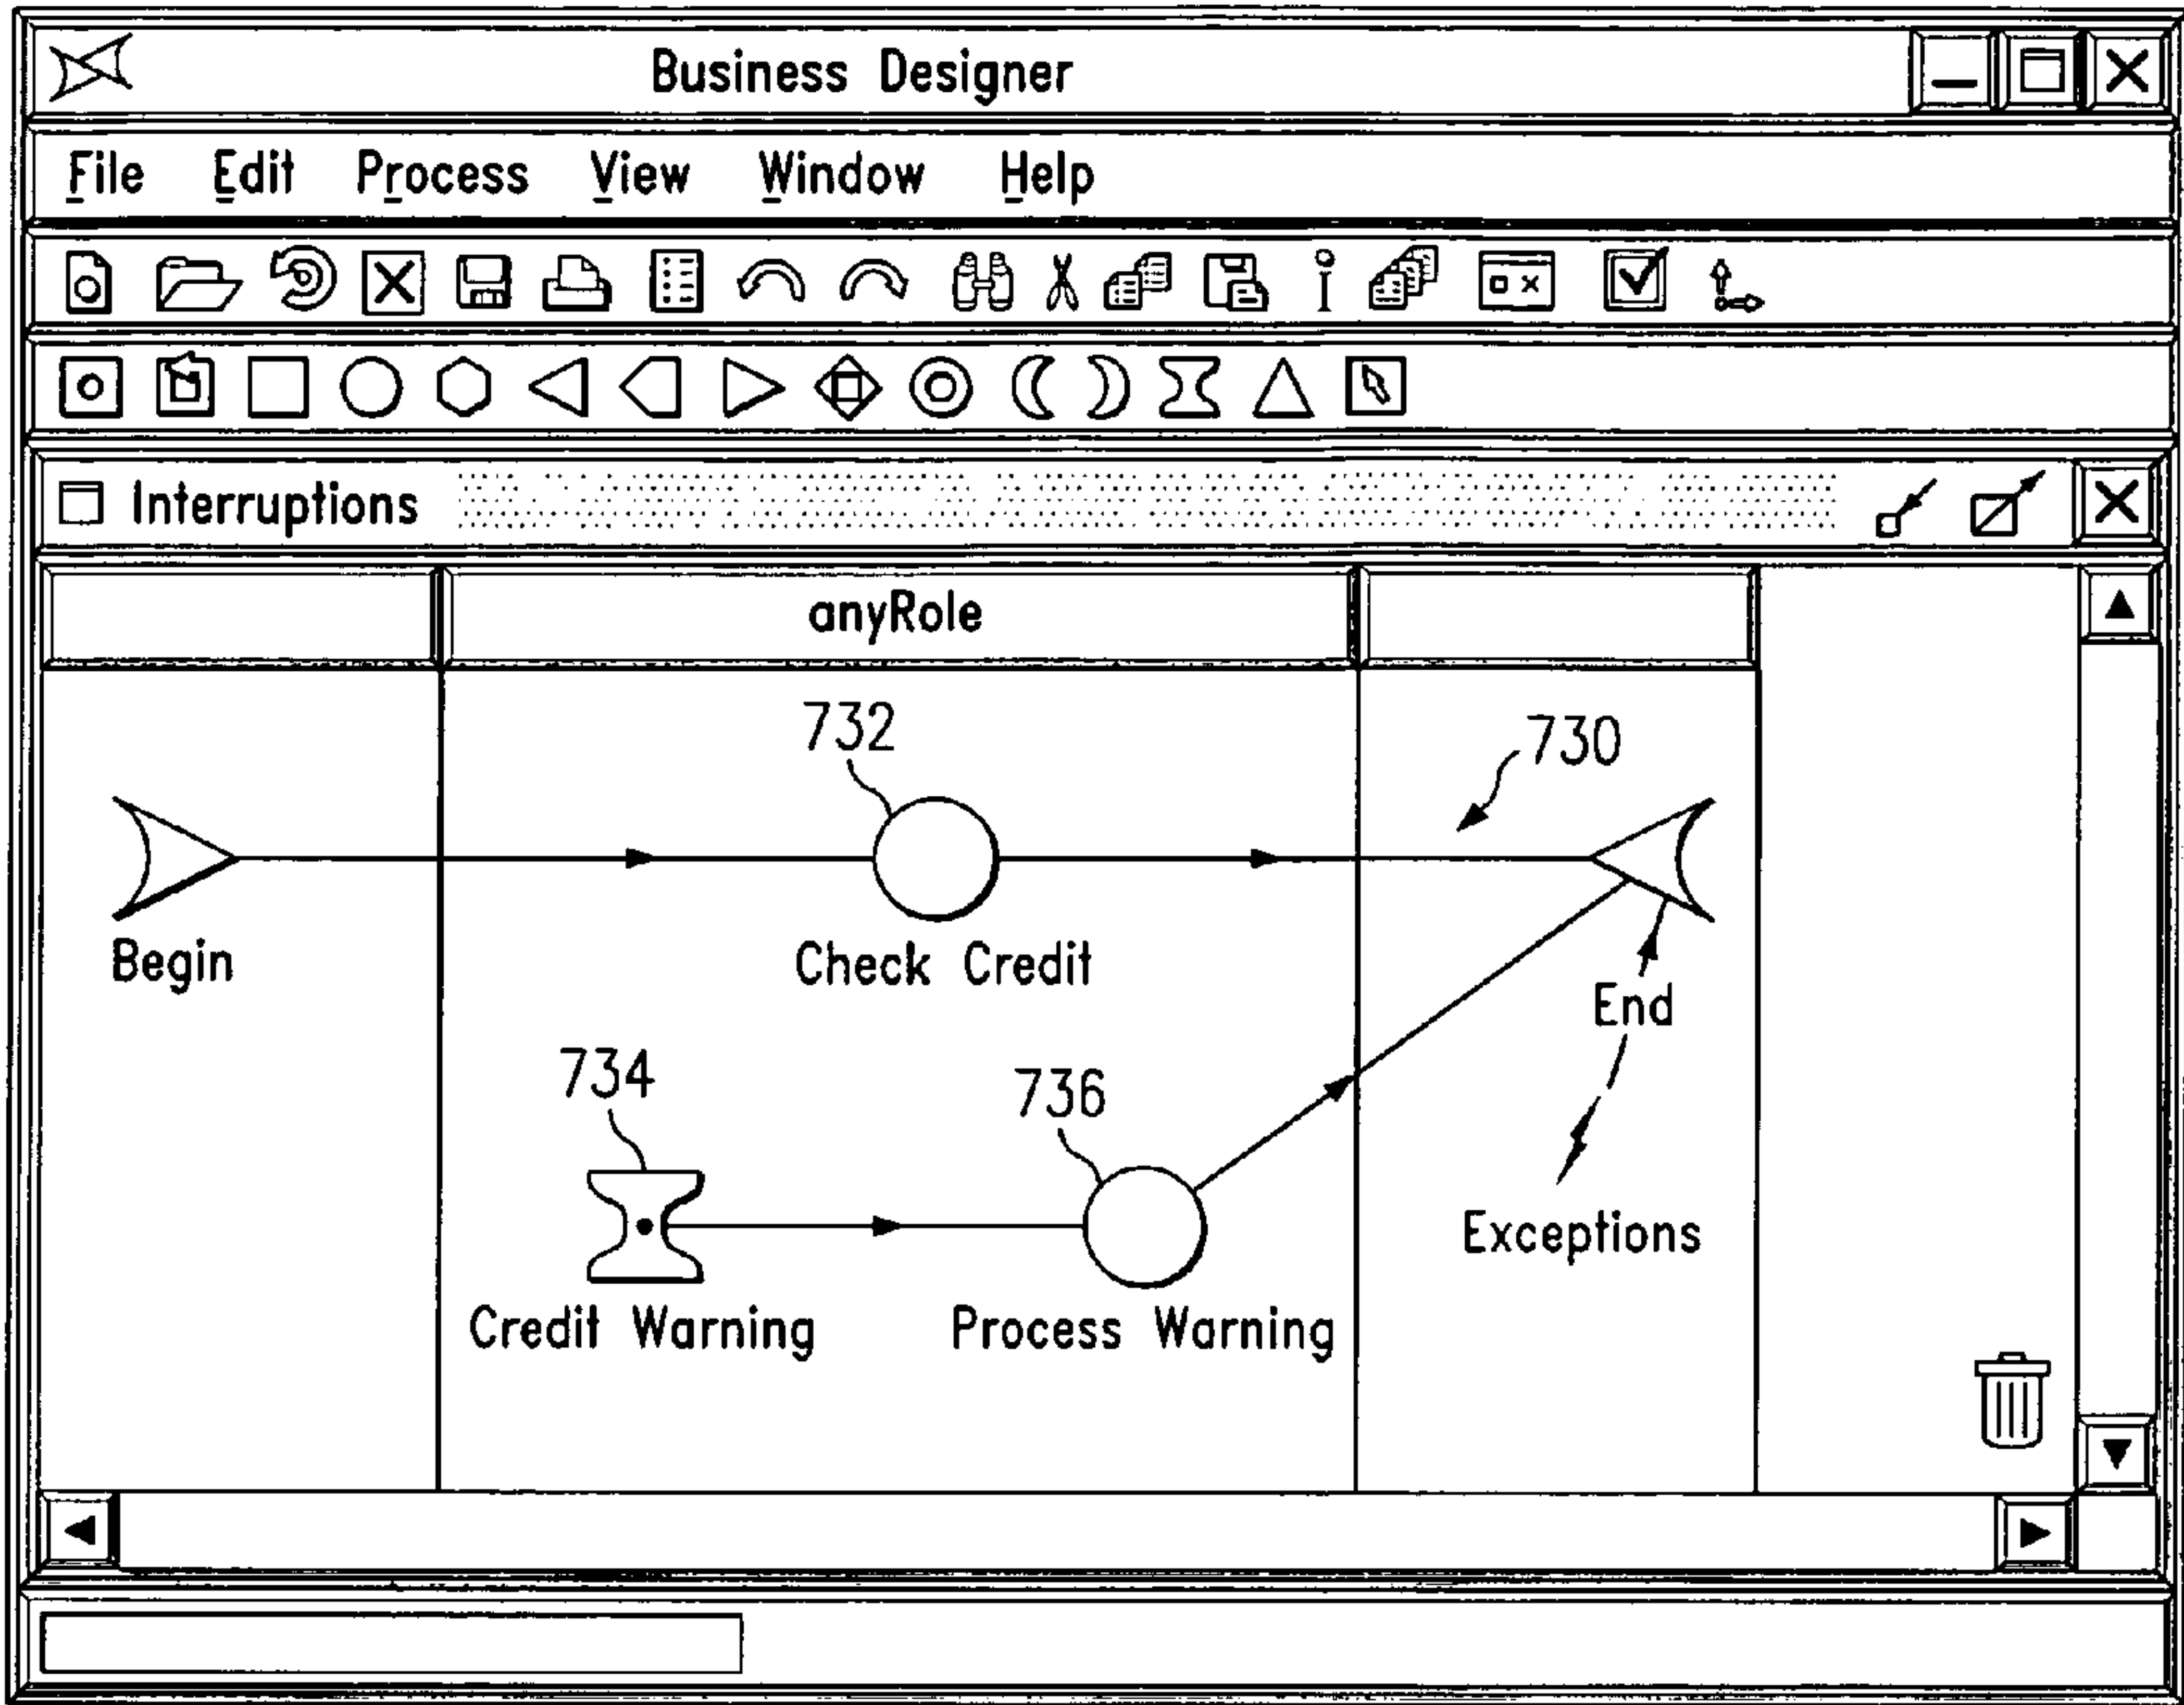 Business Designer
File Edit Process View Window Help
Interruptions
anyRole
732
730
Begin
Check Credit
End
734
736
Exceptions
Credit Warning
Process Warning